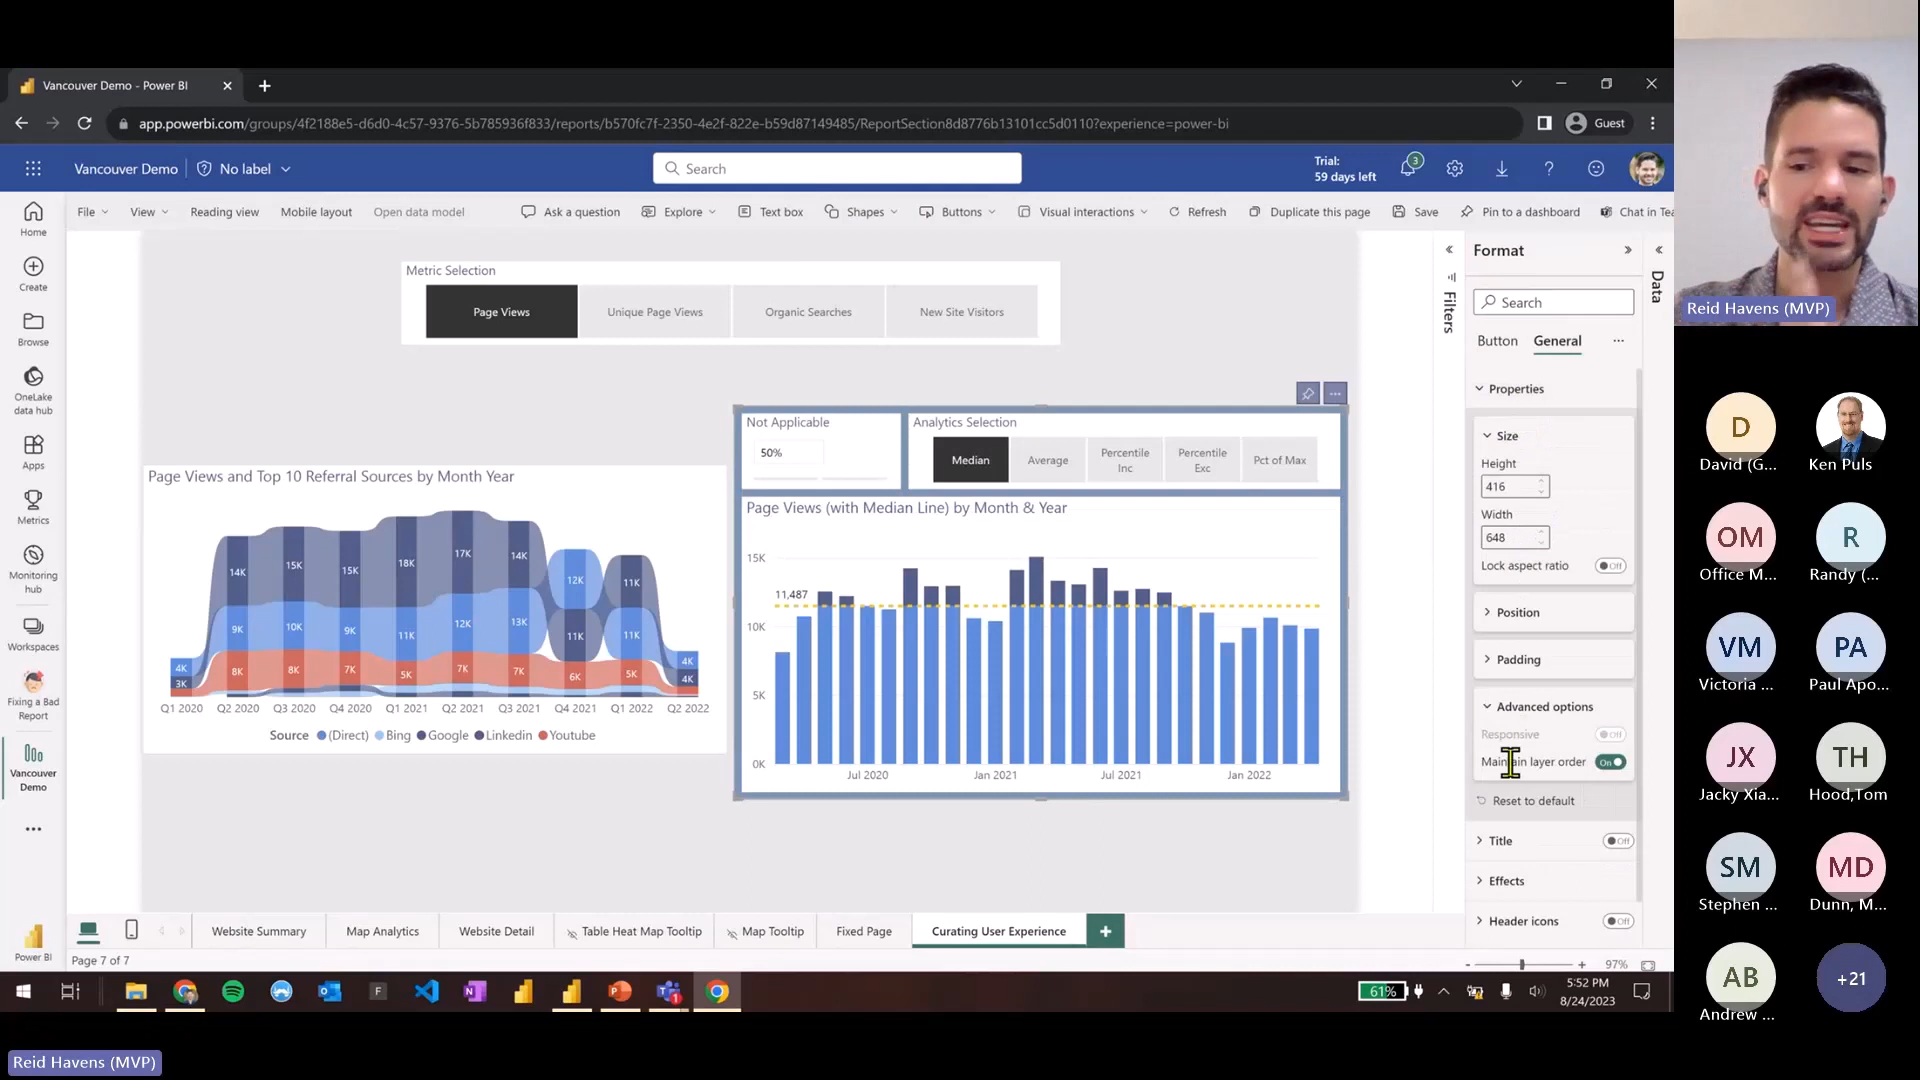 Vancouver Demo - Power BI
app.powerbi.com/groups/4f2188e5-d6d0-4c57-9376-5b785936f833/reports/b570fc7f-2350-4e2f-822e-b59d87149485/ReportSection8d8776b13101cc5d0110?experience=power-bi
Guest
Vancouver Demo
No label
Search
Trial:
59 days left
3
File
View
Reading view
Mobile layout
Open data model
Ask a question
Explore
Text box
Shapes
Buttons
Visual interactions
Refresh
Duplicate this page
Save
Pin to a dashboard
Chat in Tea
Home
Create
Browse
OneLake
data hub
Apps
Metrics
Monitoring
hub
Workspaces
Fixing a Bad
Report
Vancouver
Demo
Power BI
Metric Selection
Page Views
Unique Page Views
Organic Searches
New Site Visitors
Page Views and Top 10 Referral Sources by Month Year
14K 15K 15K 18K 17K 14K 12K 11K
4K 9K 10K 9K 11K 12K 13K 11K 11K 4K
3K 8K 8K 7K 5K 7K 7K 6K 5K 4K
Q1 2020 Q2 2020 Q3 2020 Q4 2020 Q1 2021 Q2 2021 Q3 2021 Q4 2021 Q1 2022 Q2 2022
Source (Direct) Bing Google Linkedin Youtube
Not Applicable
50%
Analytics Selection
Median
Average
Percentile
Inc
Percentile
Exc
Pct of Max
Page Views (with Median Line) by Month & Year
15K
11,487
10K
5K
0K
Jul 2020 Jan 2021 Jul 2021 Jan 2022
Filters
Format
Search
Button
General
Properties
Size
Height
416
Width
648
Lock aspect ratio
Off
Position
Padding
Advanced options
Responsive
Off
Maintain layer order
On
Reset to default
Title
Off
Effects
Header icons
Off
Data
Website Summary
Map Analytics
Website Detail
Table Heat Map Tooltip
Map Tooltip
Fixed Page
Curating User Experience
Page 7 of 7
97%
61%
5:52 PM
8/24/2023
Reid Havens (MVP)
D
David (G...
Ken Puls
OM
Office M...
R
Randy (...
VM
Victoria ...
PA
Paul Apo...
JX
Jacky Xia...
TH
Hood,Tom
SM
Stephen ...
MD
Dunn, M...
AB
Andrew ...
+21
Reid Havens (MVP)